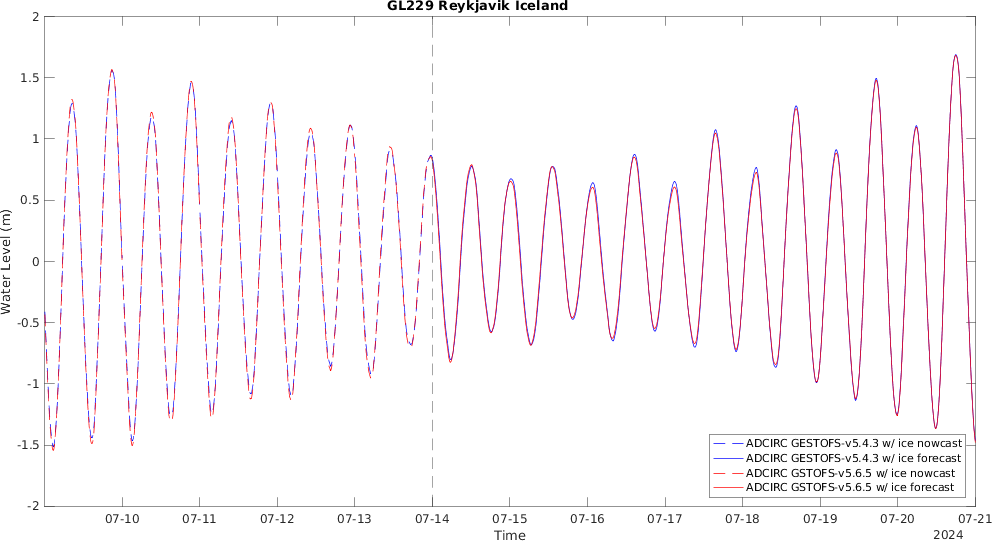 GL229 Reykjavik Iceland
2
1.5
1
0.5
0
-0.5
-1
-1.5
-2
Water Level (m)
ADCIRC GESTOFS-v5.4.3 w/ ice nowcast
ADCIRC GESTOFS-v5.4.3 w/ ice forecast
ADCIRC GSTOFS-v5.6.5 w/ ice nowcast
ADCIRC GSTOFS-v5.6.5 w/ ice forecast
07-10 07-11 07-12 07-13 07-14 07-15 07-16 07-17 07-18 07-19 07-20 07-21
Time
2024